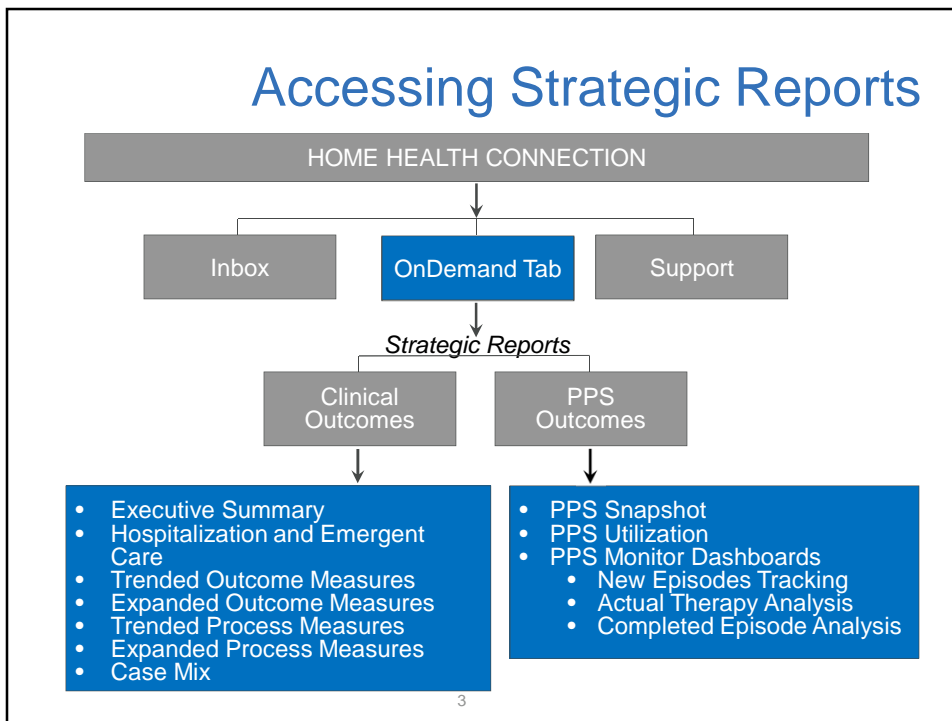 Accessing Strategic Reports
HOME HEALTH CONNECTION
Inbox
OnDemand Tab
Support
Strategic Reports
Clinical
Outcomes
PPS
Outcomes
• Executive Summary
• Hospitalization and Emergent
Care
• Trended Outcome Measures
• Expanded Outcome Measures
• Trended Process Measures
• Expanded Process Measures
• Case Mix
• PPS Snapshot
• PPS Utilization
• PPS Monitor Dashboards
• New Episodes Tracking
• Actual Therapy Analysis
• Completed Episode Analysis
3